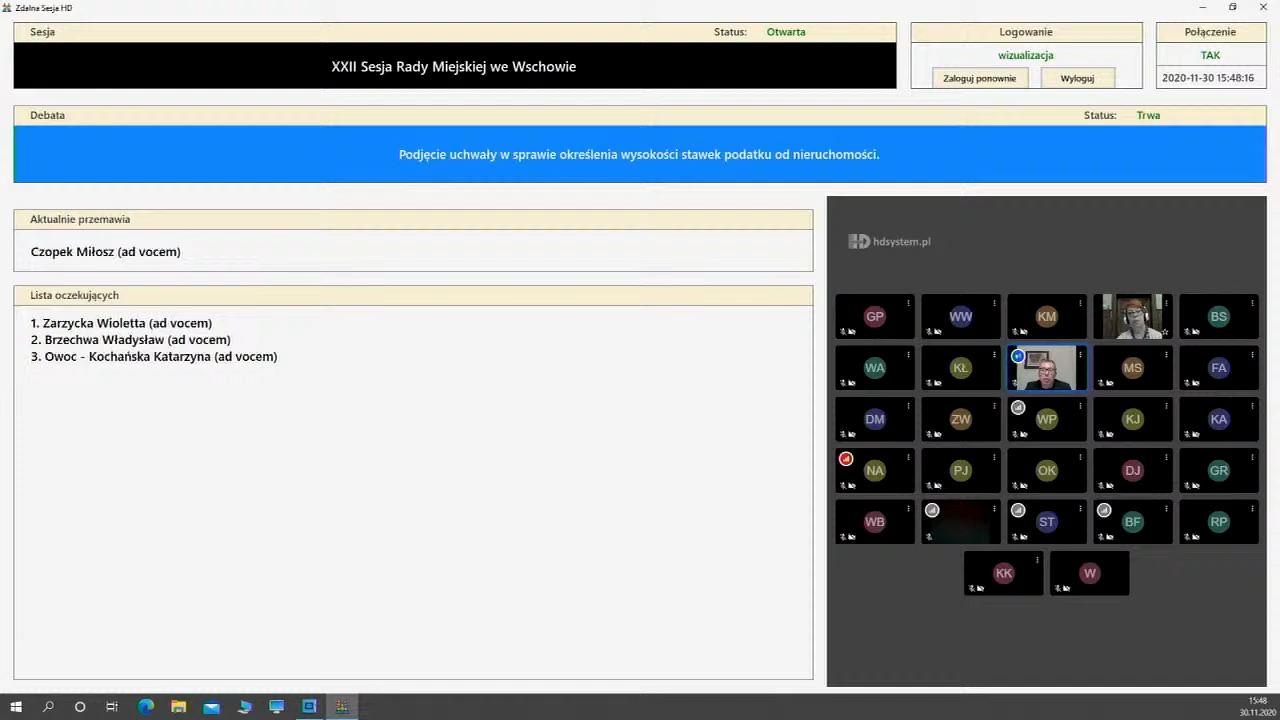 Zdalna Sesja HD
Sesja
Status:
Otwarta
XXII Sesja Rady Miejskiej we Wschowie
Logowanie
wizualizacja
Zaloguj ponownie
Wyloguj
Połączenie
TAK
2020-11-30 15:48:16
Debata
Status:
Trwa
Podjęcie uchwały w sprawie określenia wysokości stawek podatku od nieruchomości.
Aktualnie przemawia
Czopek Miłosz (ad vocem)
Lista oczekujących
1. Zarzycka Wioletta (ad vocem)
2. Brzechwa Władysław (ad vocem)
3. Owoc - Kochańska Katarzyna (ad vocem)
HD hdsystem.pl
GP WW KM BS
WA KŁ MS FA
DM ZW WP KJ KA
NA PJ OK DJ GR
WB ST BF RP
KK W
15:48
30.11.2020